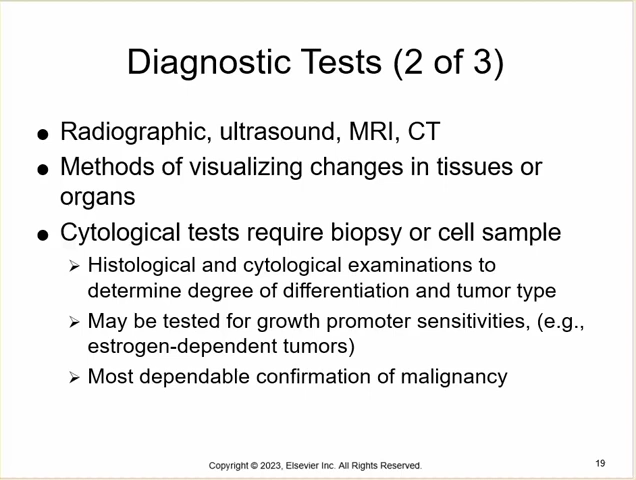 Diagnostic Tests (2 of 3)
● Radiographic, ultrasound, MRI, CT
● Methods of visualizing changes in tissues or
organs
● Cytological tests require biopsy or cell sample
➢ Histological and cytological examinations to
determine degree of differentiation and tumor type
➢ May be tested for growth promoter sensitivities, (e.g.,
estrogen-dependent tumors)
➢ Most dependable confirmation of malignancy
Copyright © 2023, Elsevier Inc. All Rights Reserved.
19